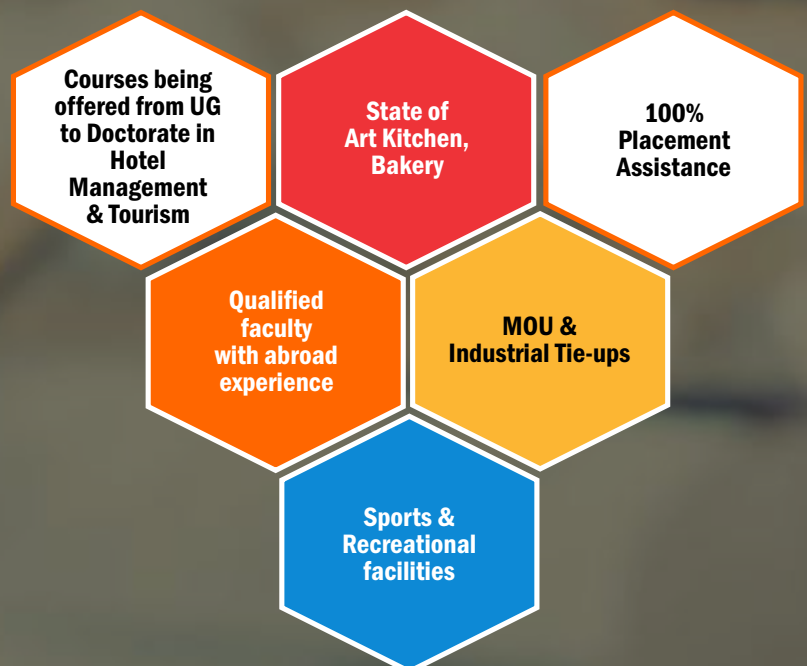 Courses being
offered from UG
to Doctorate in
Hotel
Management
& Tourism
State of
Art Kitchen,
Bakery
100%
Placement
Assistance
Qualified
faculty
with abroad
experience
MOU &
Industrial Tie-ups
Sports &
Recreational
facilities